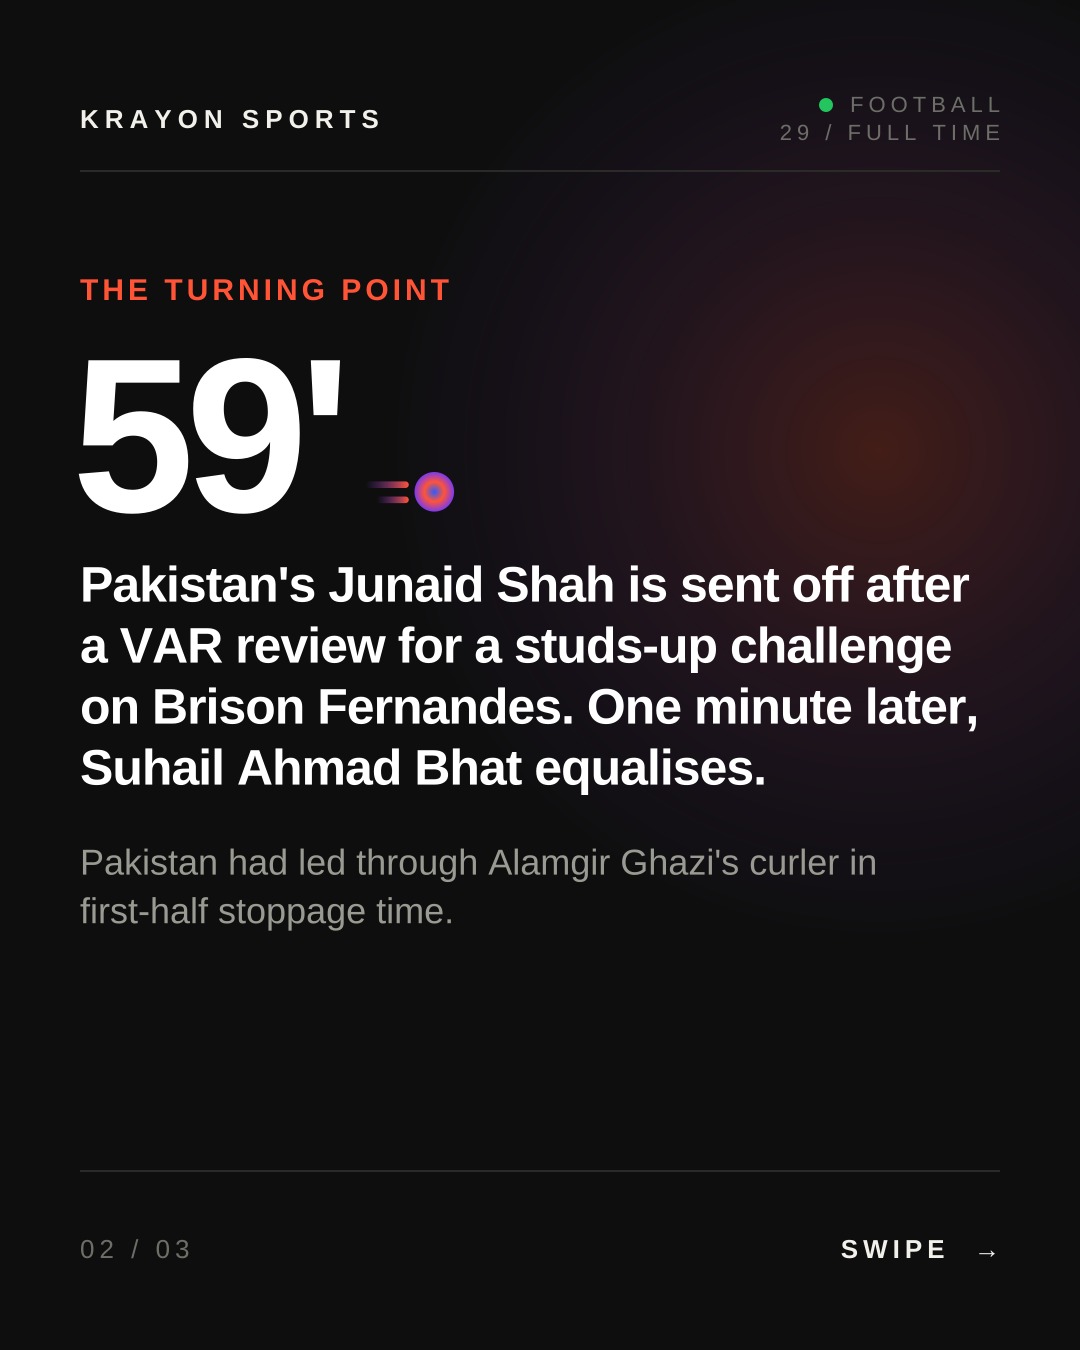 KRAYON SPORTS
FOOTBALL
29 / FULL TIME
THE TURNING POINT
59'
Pakistan's Junaid Shah is sent off after
a VAR review for a studs-up challenge
on Brison Fernandes. One minute later,
Suhail Ahmad Bhat equalises.
Pakistan had led through Alamgir Ghazi's curler in
first-half stoppage time.
02 / 03
SWIPE →